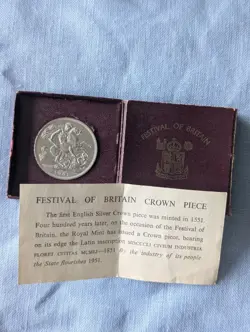 FESTIVAL OF BRITAIN
FESTIVAL OF BRITAIN CROWN PIECE
The first English Silver Crown piece was minted in 1551.
Four hundred years later, on the occasion of the Festival of
Britain, the Royal Mint has issued a Crown piece, bearing
on its edge the Latin inscription MDCCCLI CIVIUM INDUSTRIA
FLORET CIVITAS MCMLI—1851 By the industry of its people
the State flourishes 1951.